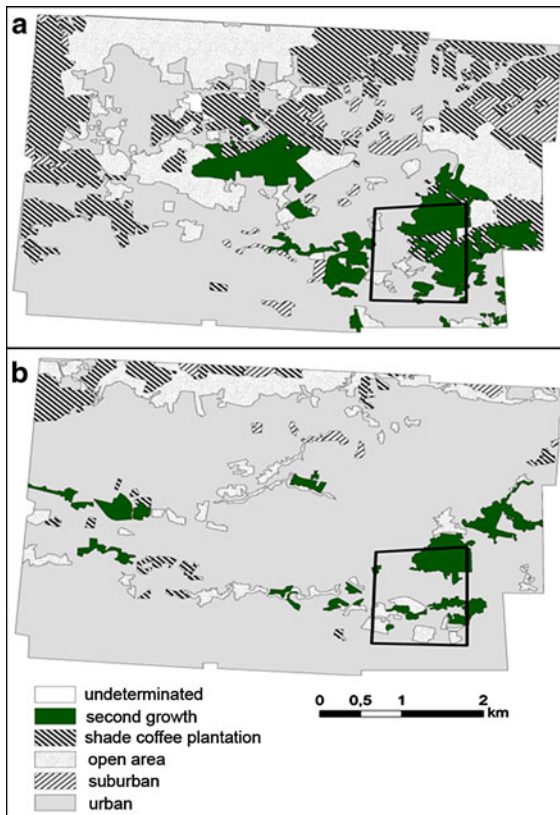 a
b
undeterminated
second growth
shade coffee plantation
open area
suburban
urban
0 0,5 1 2
km